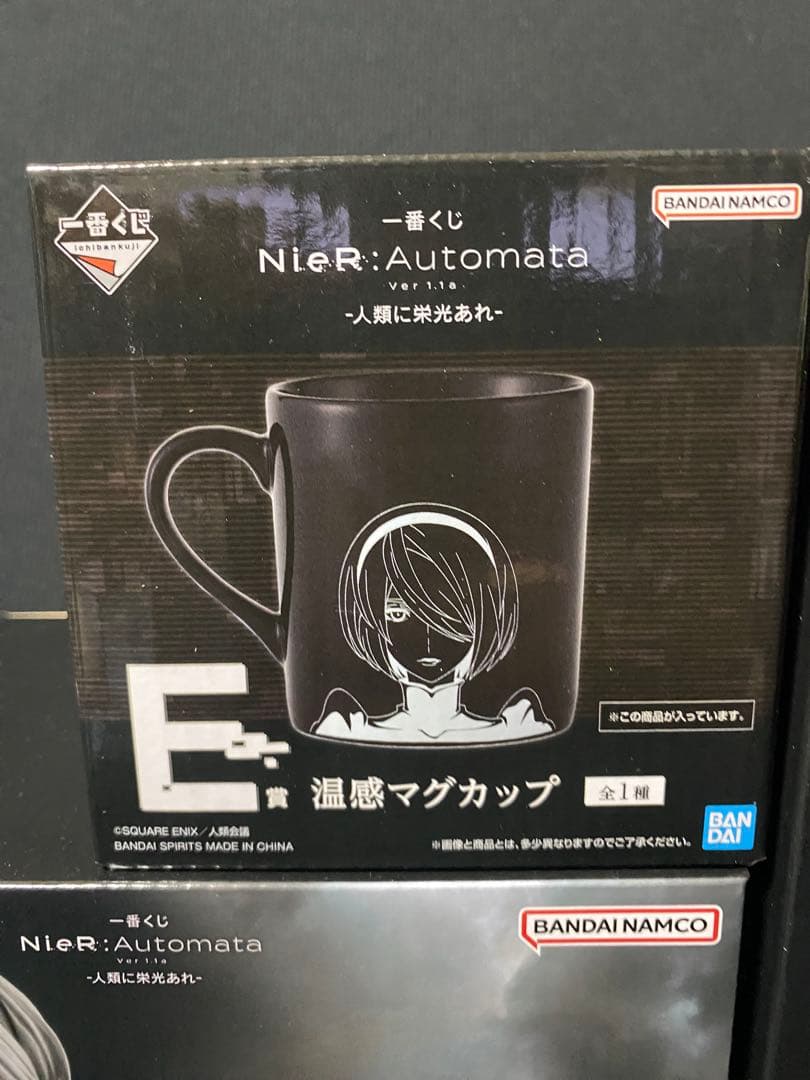 一番くじ
ichibankuji
BANDAI NAMCO
一番くじ
NieR:Automata
Ver 1.1a
-人類に栄光あれ-
※この商品が入っています。
E賞 温感マグカップ 全1種
©SQUARE ENIX／人類会議
BANDAI SPIRITS MADE IN CHINA
※画像と商品とは、多少異なりますのでご了承ください。
BAN
DAI
一番くじ
NieR:Automata
Ver 1.1a
-人類に栄光あれ-
BANDAI NAMCO